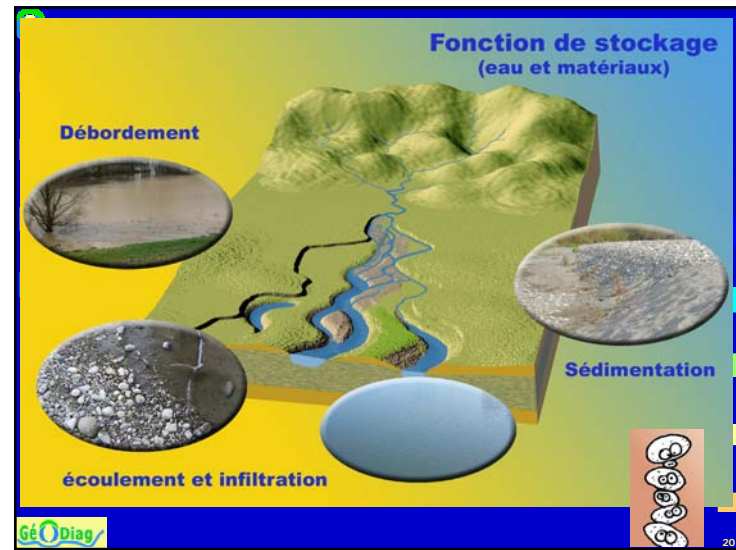 Fonction de stockage
(eau et matériaux)
Débordement
Sédimentation
écoulement et infiltration
GéODiag
20